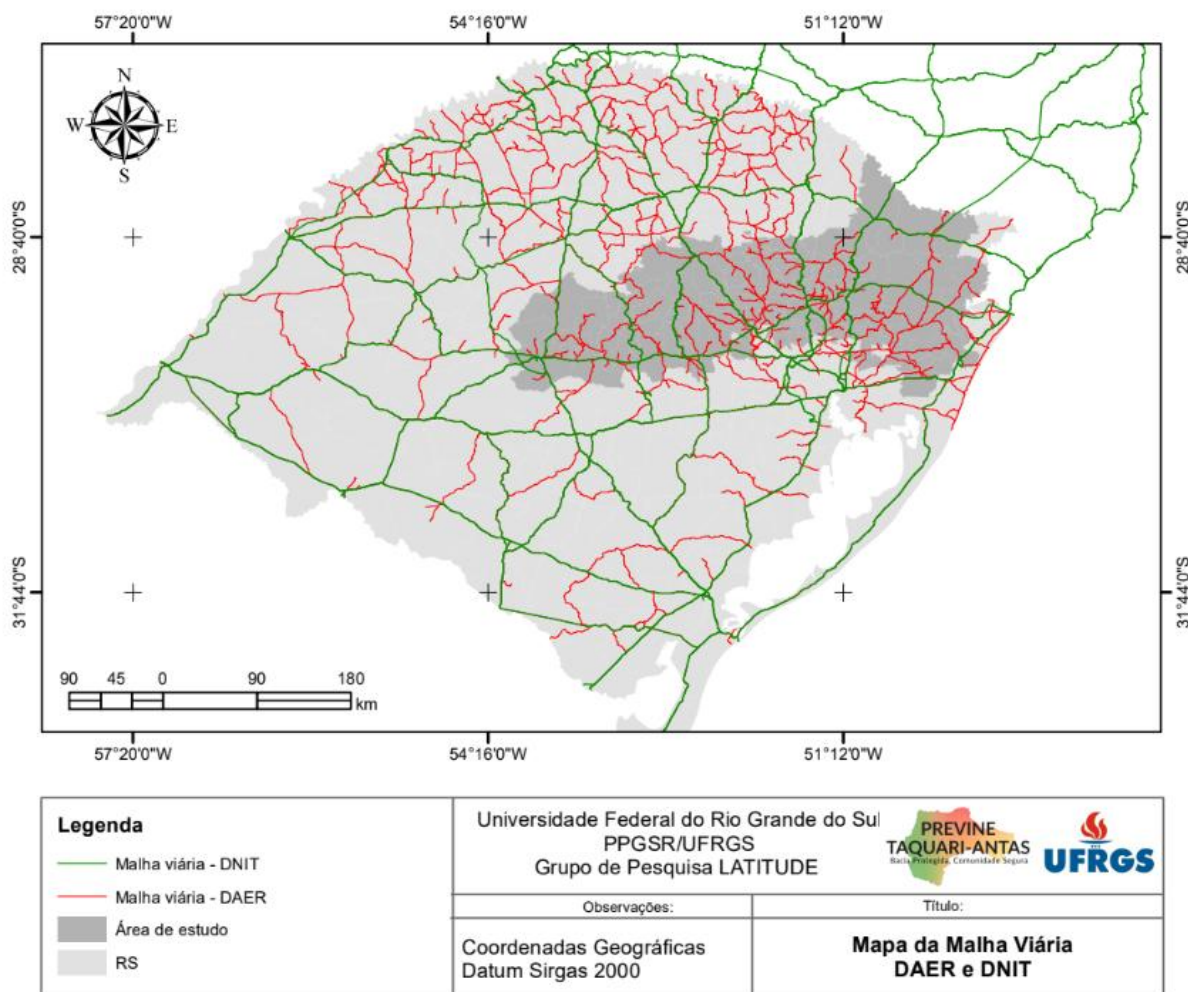 57°20'0"W 54°16'0"W 51°12'0"W
N
W E
S
28°40'0"S 28°40'0"S
31°44'0"S 31°44'0"S
90 45 0 90 180
km
57°20'0"W 54°16'0"W 51°12'0"W
Legenda
Malha viária - DNIT
Malha viária - DAER
Área de estudo
RS
Universidade Federal do Rio Grande do Sul
PPGSR/UFRGS
Grupo de Pesquisa LATITUDE
PREVINE
TAQUARI-ANTAS
Bacia Protegida, Comunidade Segura
UFRGS
Observações:
Coordenadas Geográficas
Datum Sirgas 2000
Título:
Mapa da Malha Viária
DAER e DNIT